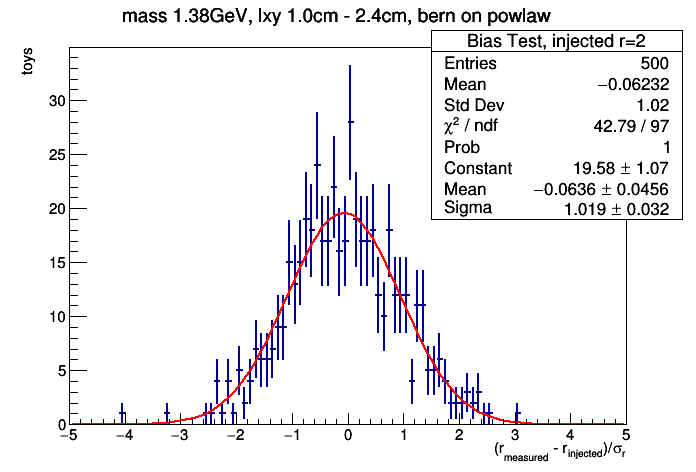 mass 1.38GeV, lxy 1.0cm - 2.4cm, bern on powlaw
Bias Test, injected r=2
Entries 500
Mean −0.06232
Std Dev 1.02
χ² / ndf 42.79 / 97
Prob 1
Constant 19.58 ± 1.07
Mean −0.0636 ± 0.0456
Sigma 1.019 ± 0.032
toys
30
25
20
15
10
5
0
−5 −4 −3 −2 −1 0 1 2 3 4 5
(r_measured - r_injected)/σ_r